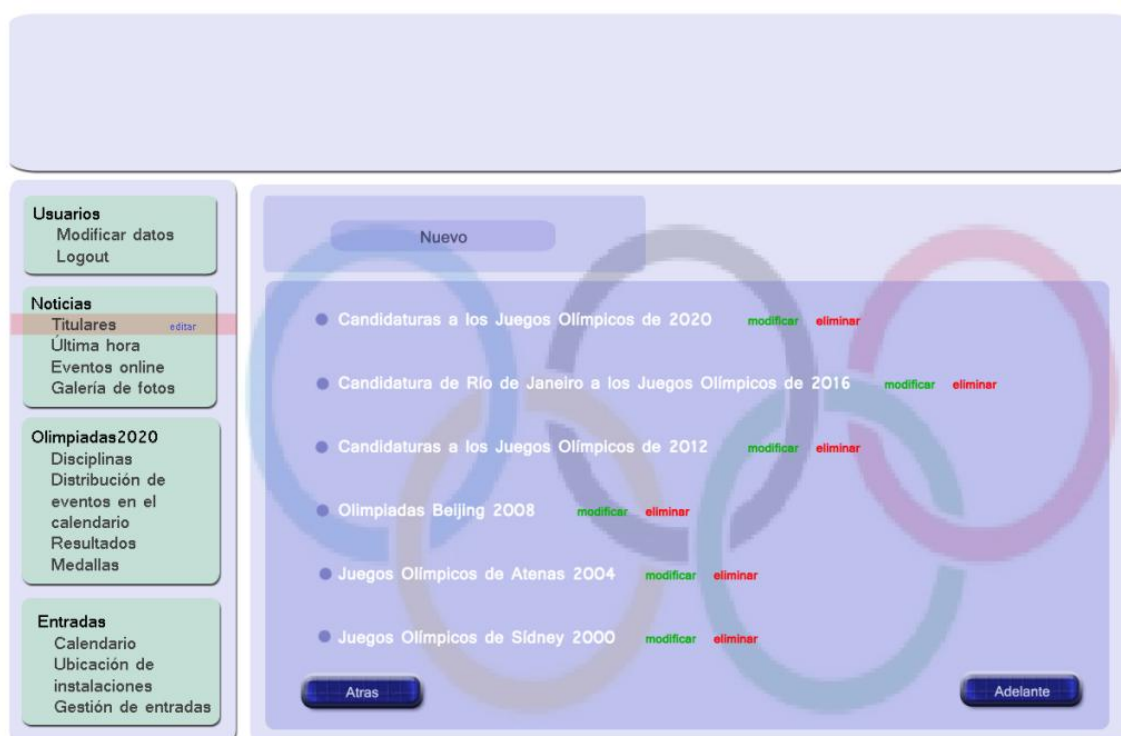 Usuarios
Modificar datos
Logout
Noticias
Titulares editar
Última hora
Eventos online
Galería de fotos
Olimpiadas2020
Disciplinas
Distribución de
eventos en el
calendario
Resultados
Medallas
Entradas
Calendario
Ubicación de
instalaciones
Gestión de entradas
Nuevo
Candidaturas a los Juegos Olímpicos de 2020 modificar eliminar
Candidatura de Río de Janeiro a los Juegos Olímpicos de 2016 modificar eliminar
Candidaturas a los Juegos Olímpicos de 2012 modificar eliminar
Olimpiadas Beijing 2008 modificar eliminar
Juegos Olímpicos de Atenas 2004 modificar eliminar
Juegos Olímpicos de Sídney 2000 modificar eliminar
Atras
Adelante